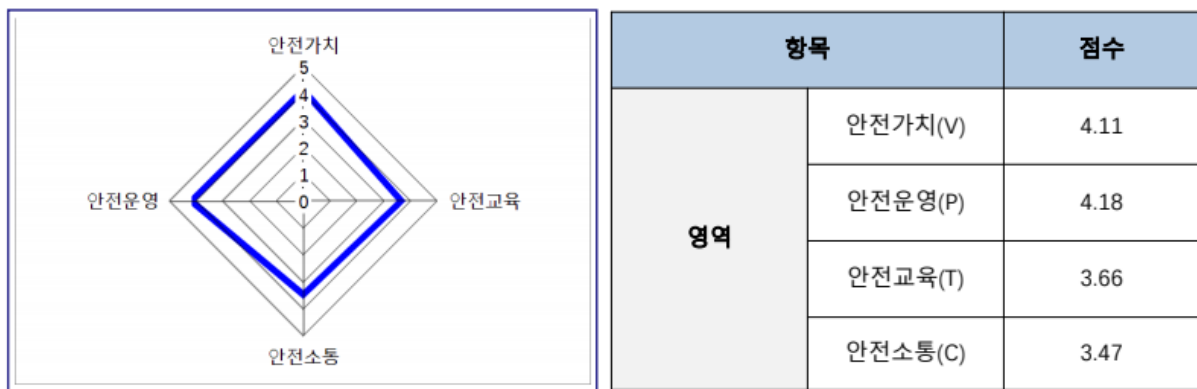 안전가치
5
4
3
2
1
0
안전운영
안전교육
안전소통
항목 점수
영역
안전가치(V) 4.11
안전운영(P) 4.18
안전교육(T) 3.66
안전소통(C) 3.47